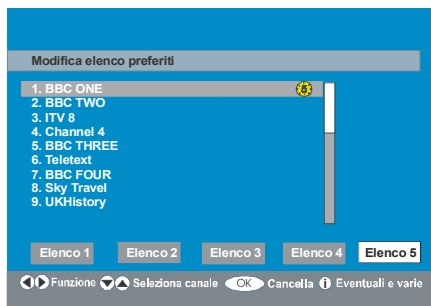 Modifica elenco preferiti
1. BBC ONE 5
2. BBC TWO
3. ITV 8
4. Channel 4
5. BBC THREE
6. Teletext
7. BBC FOUR
8. Sky Travel
9. UKHistory
Elenco 1 Elenco 2 Elenco 3 Elenco 4 Elenco 5
Funzione Seleziona canale OK Cancella i Eventuali e varie